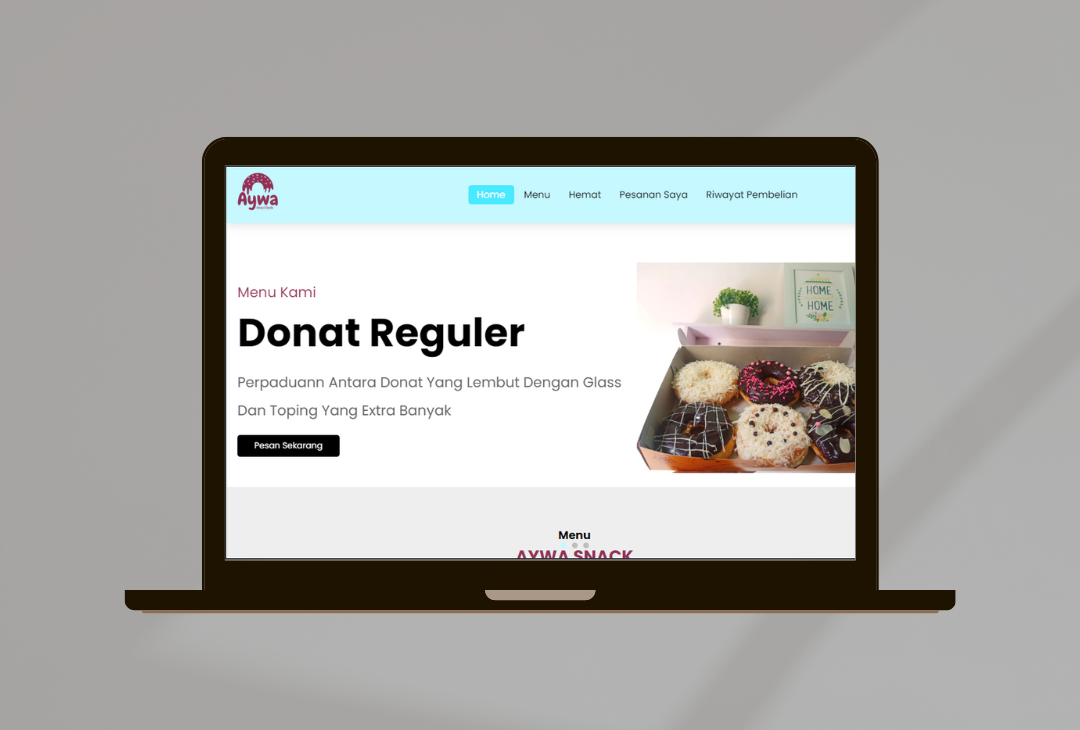 Aywa
Home Menu Hemat Pesanan Saya Riwayat Pembelian
Menu Kami
Donat Reguler
Perpaduann Antara Donat Yang Lembut Dengan Glass
Dan Toping Yang Extra Banyak
Pesan Sekarang
HOME
HOME
Menu
AYWA SNACK